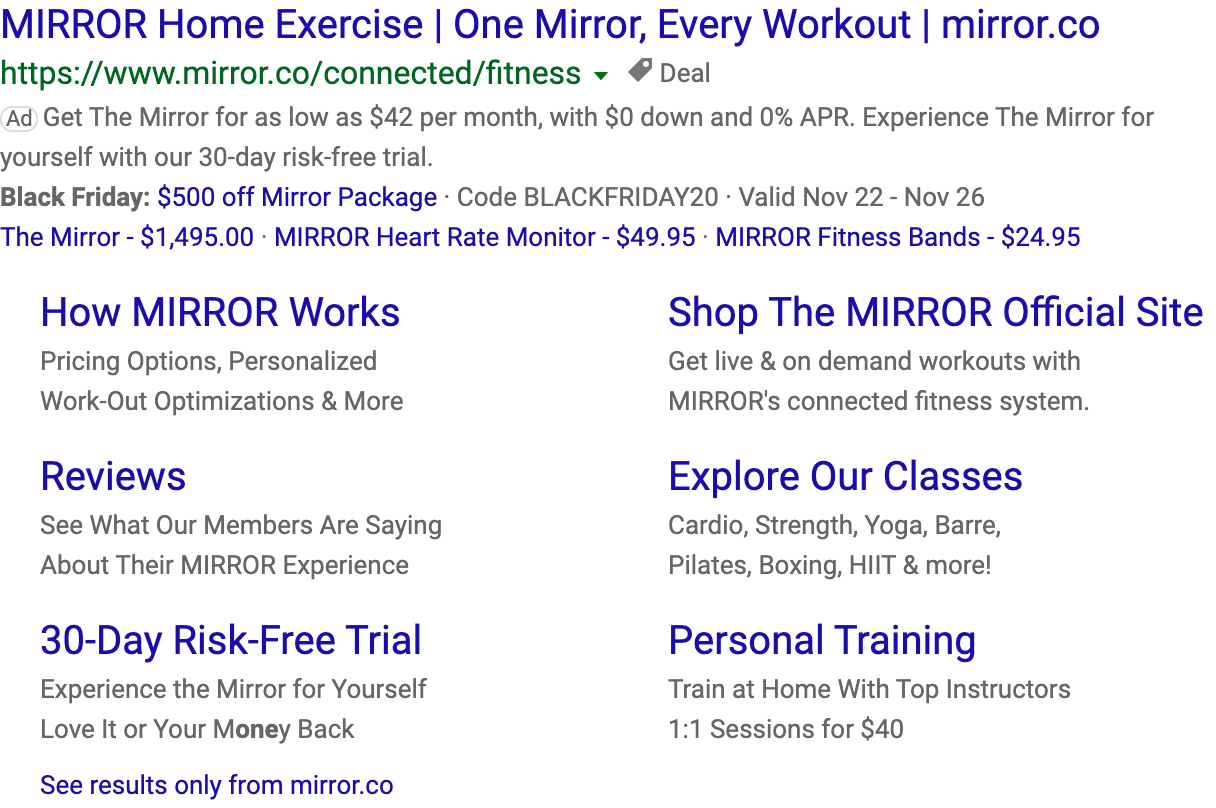 MIRROR Home Exercise | One Mirror, Every Workout | mirror.co
https://www.mirror.co/connected/fitness Deal
Ad Get The Mirror for as low as $42 per month, with $0 down and 0% APR. Experience The Mirror for
yourself with our 30-day risk-free trial.
Black Friday: $500 off Mirror Package · Code BLACKFRIDAY20 · Valid Nov 22 - Nov 26
The Mirror - $1,495.00 · MIRROR Heart Rate Monitor - $49.95 · MIRROR Fitness Bands - $24.95
How MIRROR Works
Pricing Options, Personalized
Work-Out Optimizations & More
Shop The MIRROR Official Site
Get live & on demand workouts with
MIRROR's connected fitness system.
Reviews
See What Our Members Are Saying
About Their MIRROR Experience
Explore Our Classes
Cardio, Strength, Yoga, Barre,
Pilates, Boxing, HIIT & more!
30-Day Risk-Free Trial
Experience the Mirror for Yourself
Love It or Your Money Back
Personal Training
Train at Home With Top Instructors
1:1 Sessions for $40
See results only from mirror.co